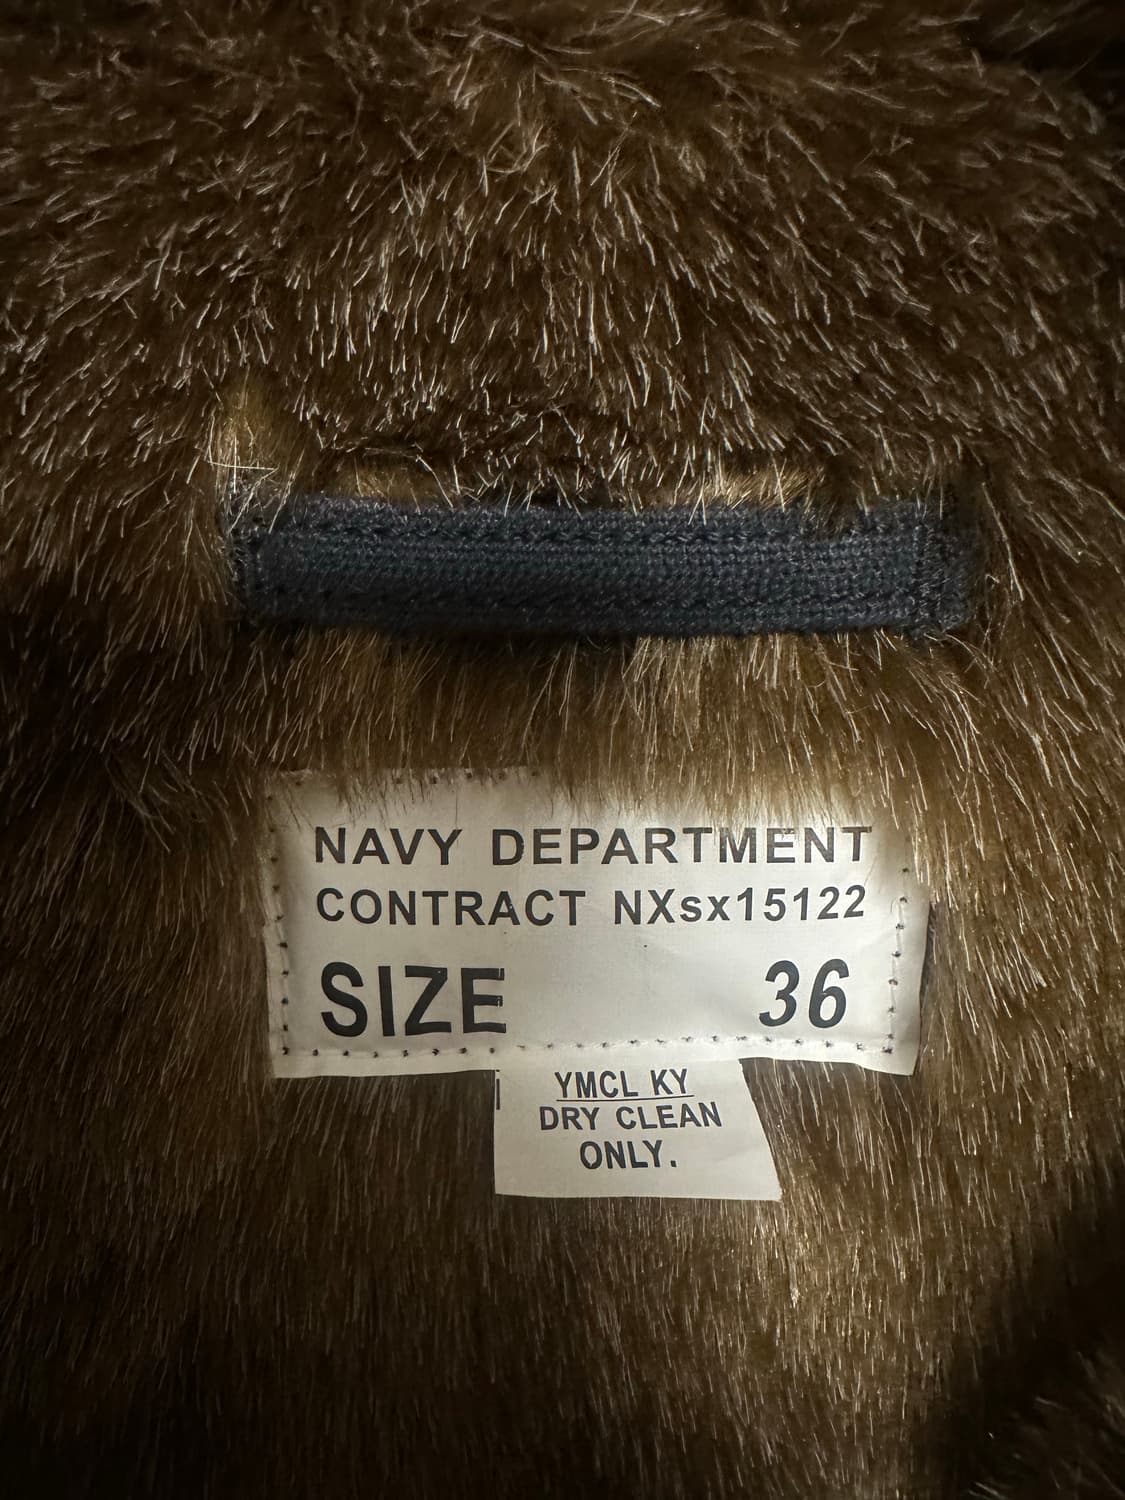 NAVY DEPARTMENT
CONTRACT NXsx15122
SIZE 36
YMCL KY
DRY CLEAN
ONLY.